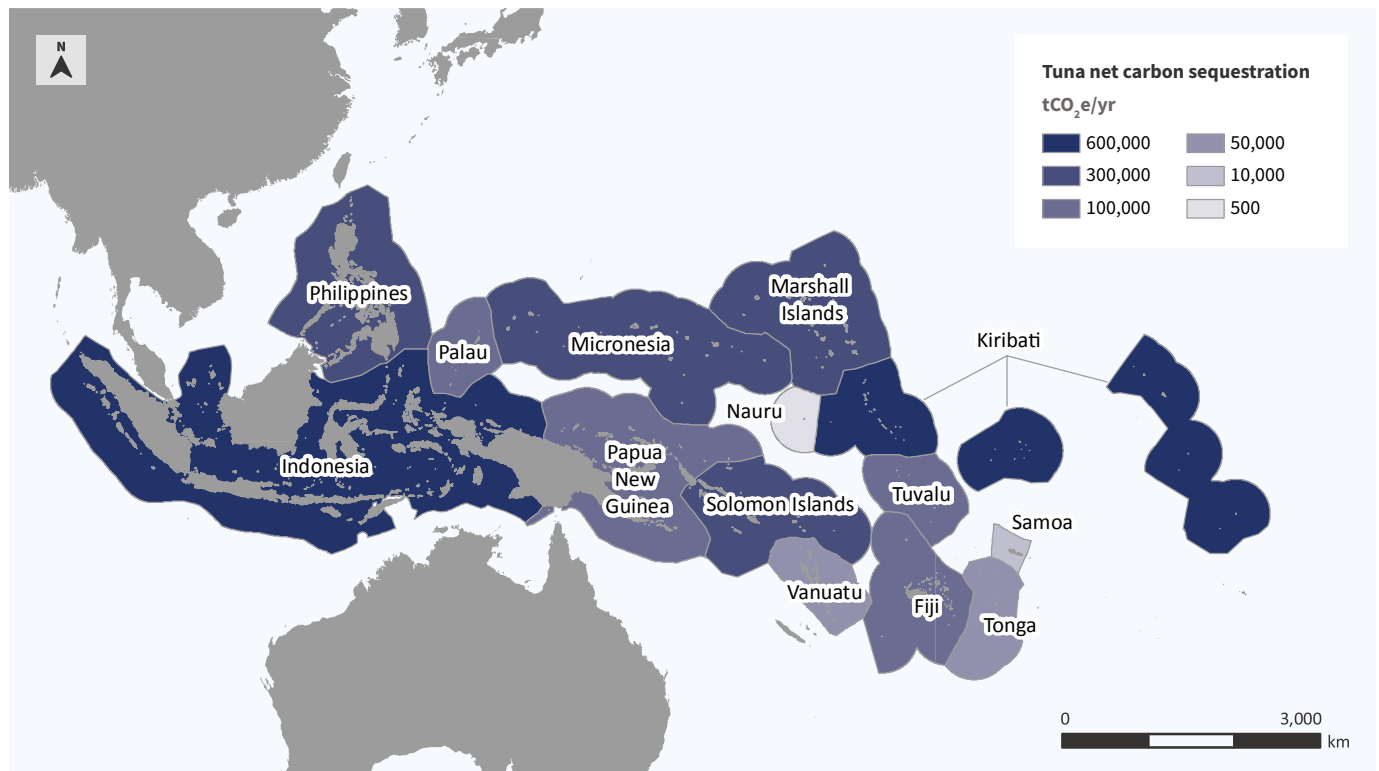 N
Tuna net carbon sequestration
tCO₂e/yr
600,000
50,000
300,000
10,000
100,000
500
Marshall
Islands
Philippines
Kiribati
Micronesia
Palau
Nauru
Papua
New
Guinea
Indonesia
Tuvalu
Solomon Islands
Samoa
Vanuatu
Fiji
Tonga
0 3,000
km